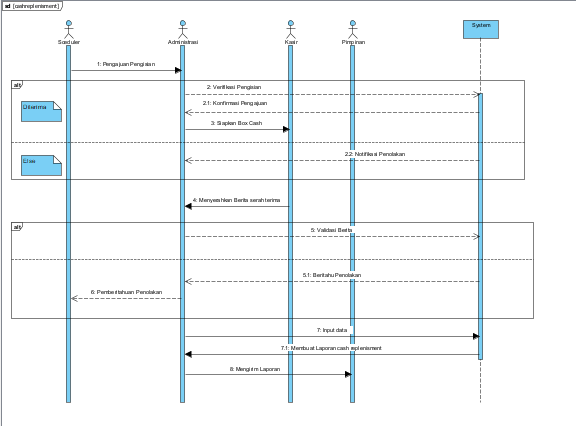 sd [cashreplenisment]
Sceduler
Administrasi
Kasir
Pimpinan
System
1: Pengajuan Pengisian
alt
2: Verifikasi Pengisian
Diterima
2.1: Konfirmasi Pengajuan
3: Siapkan Box Cash
2.2: Notifikasi Penolakan
Else
4: Menyerahkan Berita serah terima
alt
5: Validasi Berita
5.1: Beritahu Penolakan
6: Pemberitahuan Penolakan
7: Input data
7.1: Membuat Laporan cash replenisment
8: Mengirim Laporan